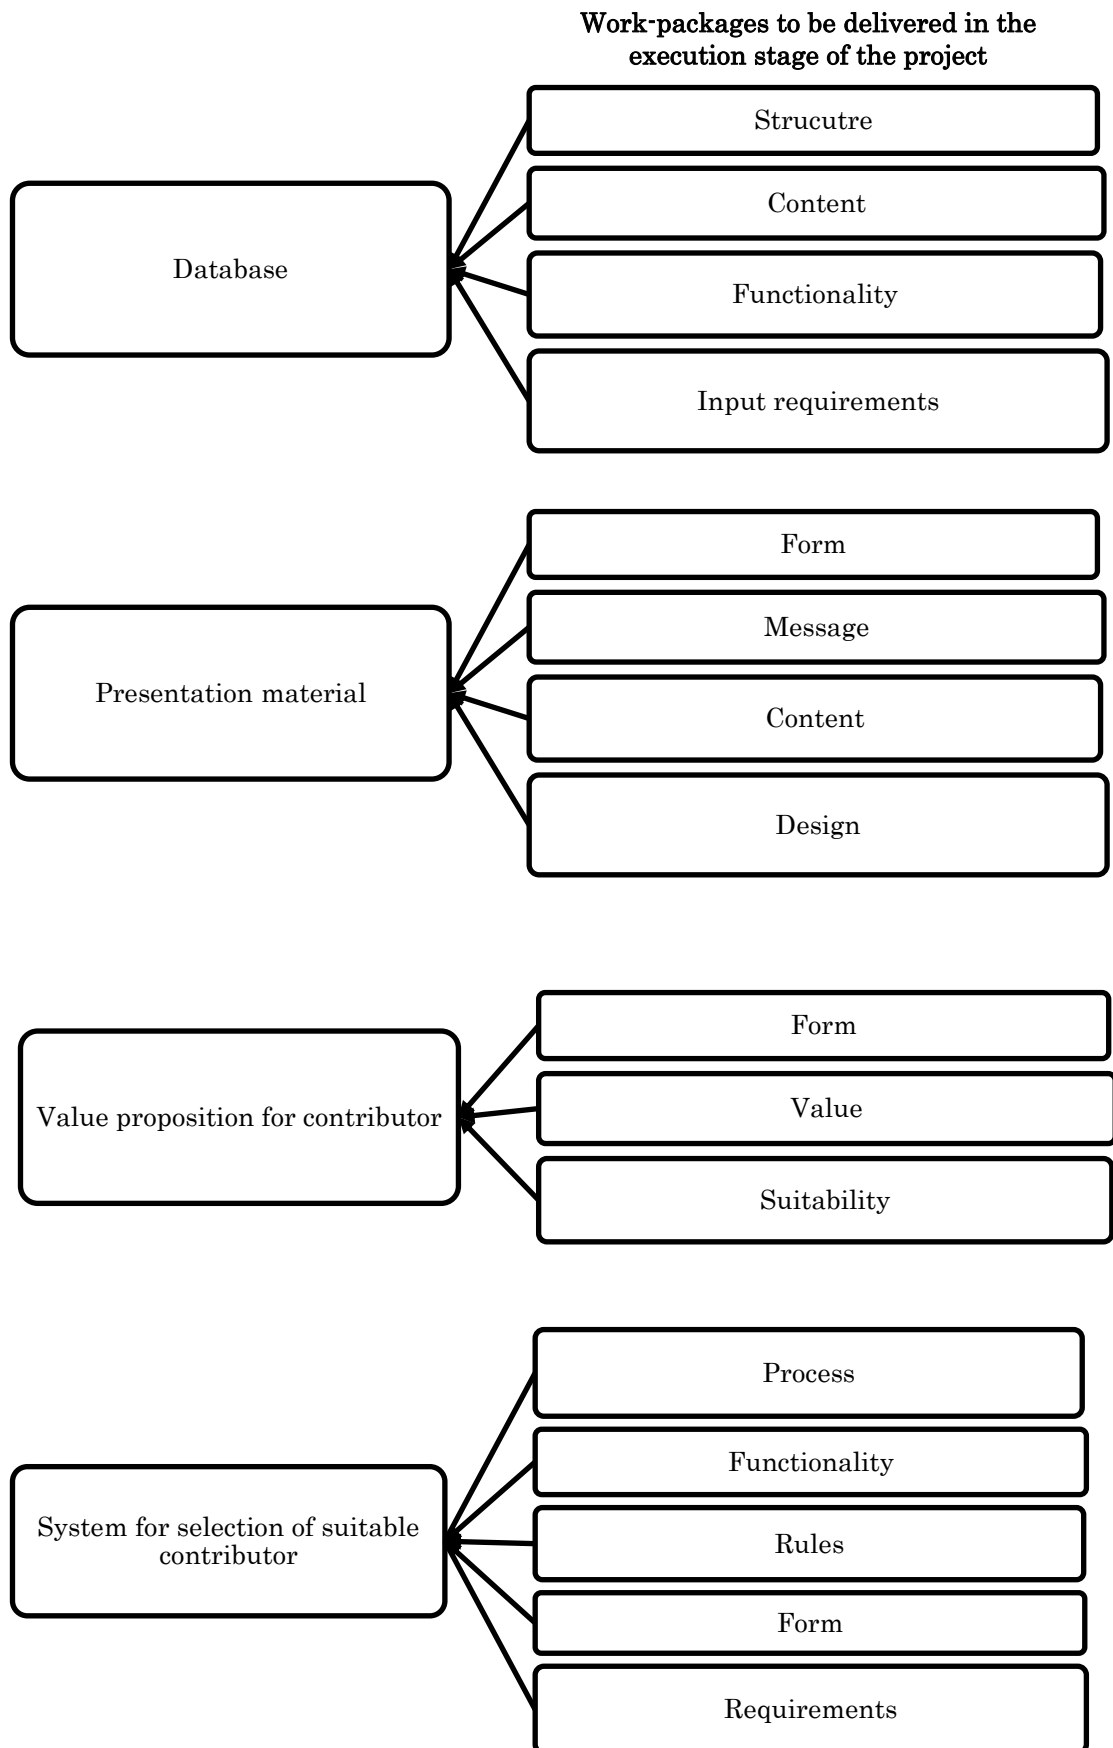 Work-packages to be delivered in the
execution stage of the project
Strucutre
Content
Database
Functionality
Input requirements
Form
Message
Presentation material
Content
Design
Form
Value proposition for contributor
Value
Suitability
Process
Functionality
System for selection of suitable
contributor
Rules
Form
Requirements